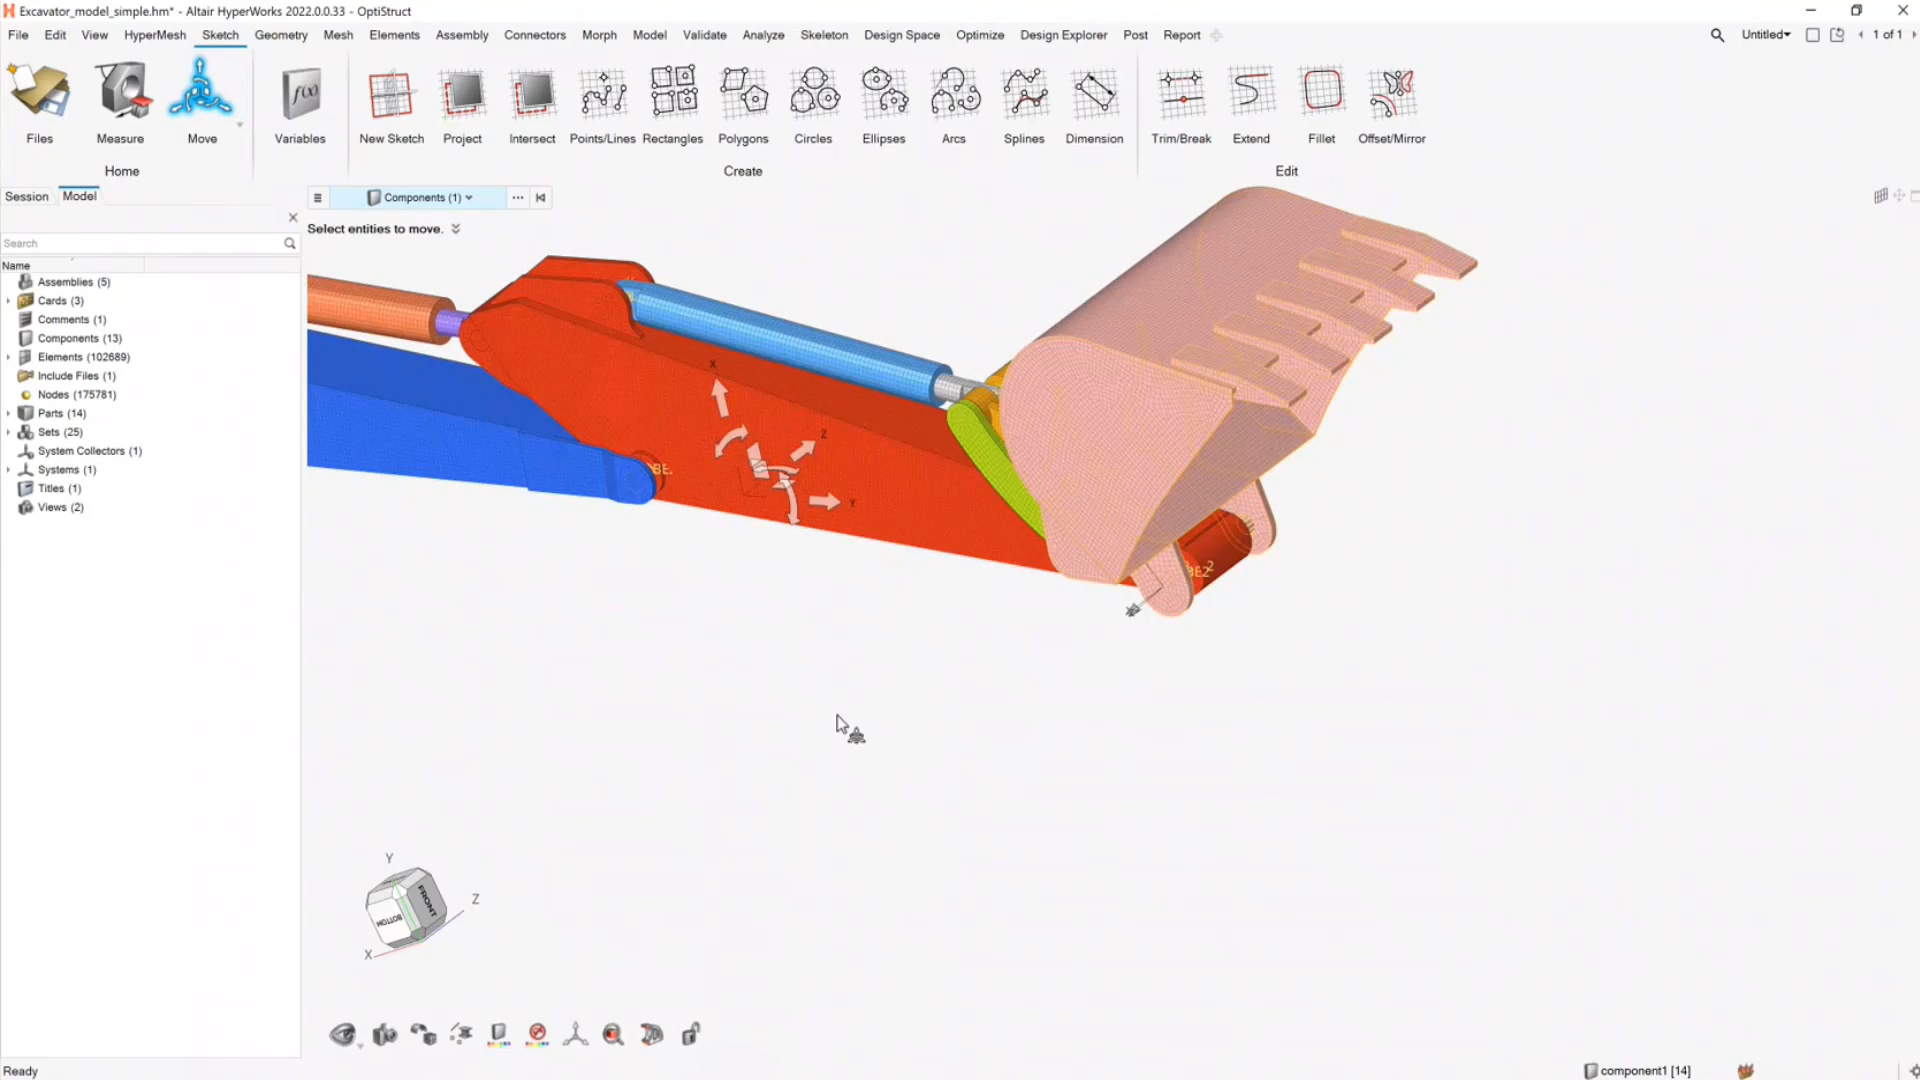 Excavator_model_simple.hm* - Altair HyperWorks 2022.0.0.33 - OptiStruct
File Edit View HyperMesh Sketch Geometry Mesh Elements Assembly Connectors Morph Model Validate Analyze Skeleton Design Space Optimize Design Explorer Post Report Untitled 1 of 1
f(x)
Files Measure Move Variables New Sketch Project Intersect Points/Lines Rectangles Polygons Circles Ellipses Arcs Splines Dimension Trim/Break Extend Fillet Offset/Mirror
Home Create Edit
Session Model
Components (1)
Select entities to move.
Search
Name
Assemblies (5)
Cards (3)
Comments (1)
Components (13)
Elements (102689)
Include Files (1)
Nodes (175781)
Parts (14)
Sets (25)
System Collectors (1)
Systems (1)
Titles (1)
Views (2)
X
Z
Y
Y
Z
FRONT
BOTTOM
X
Ready
component1 [14]